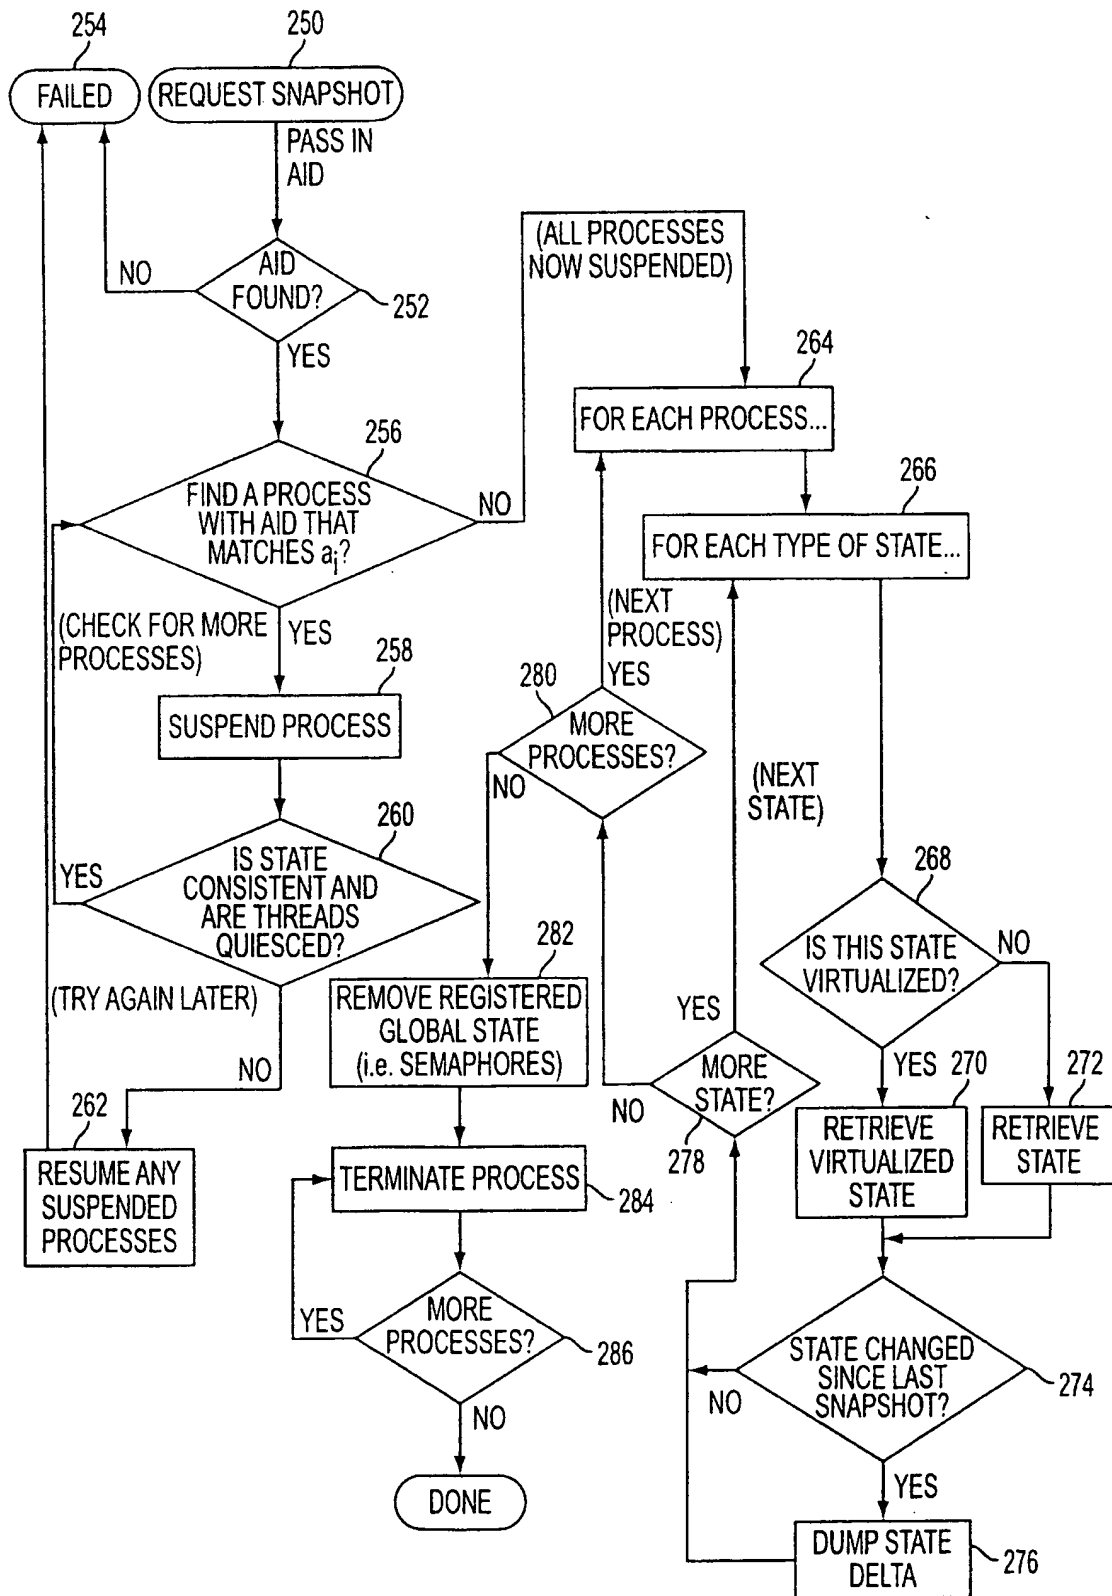 254
250
FAILED
REQUEST SNAPSHOT
PASS IN
AID
AID
FOUND?
NO
252
YES
(ALL PROCESSES
NOW SUSPENDED)
264
FOR EACH PROCESS...
256
FIND A PROCESS
WITH AID THAT
MATCHES ai?
NO
266
FOR EACH TYPE OF STATE...
(CHECK FOR MORE
PROCESSES)
YES
258
SUSPEND PROCESS
(NEXT
PROCESS)
YES
280
MORE
PROCESSES?
NO
(NEXT
STATE)
260
IS STATE
CONSISTENT AND
ARE THREADS
QUIESCED?
YES
268
IS THIS STATE
VIRTUALIZED?
NO
(TRY AGAIN LATER)
NO
282
REMOVE REGISTERED
GLOBAL STATE
(i.e. SEMAPHORES)
YES
MORE
STATE?
NO
278
YES
270
RETRIEVE
VIRTUALIZED
STATE
272
RETRIEVE
STATE
262
RESUME ANY
SUSPENDED
PROCESSES
TERMINATE PROCESS
284
MORE
PROCESSES?
YES
286
NO
DONE
STATE CHANGED
SINCE LAST
SNAPSHOT?
NO
274
YES
DUMP STATE
DELTA
276